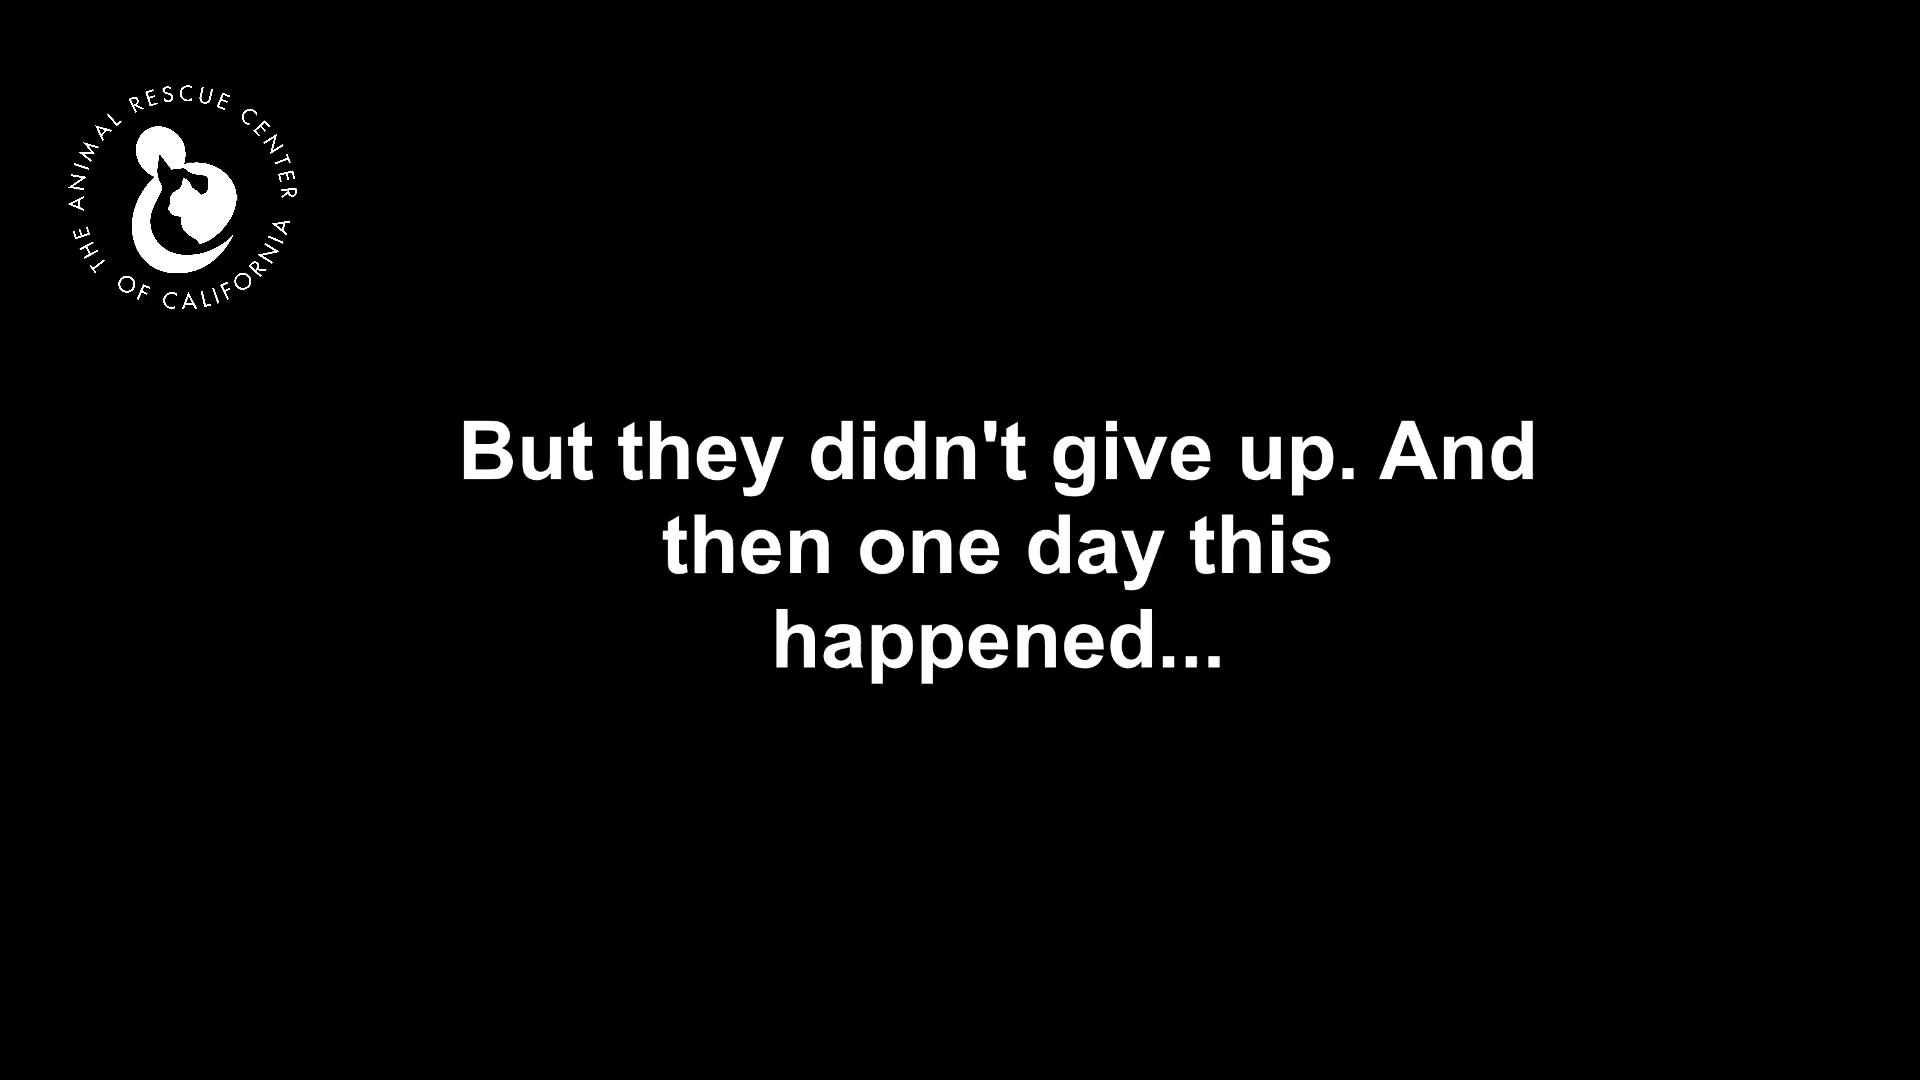 THE ANIMAL RESCUE CENTER
OF CALIFORNIA
But they didn't give up. And
then one day this
happened...